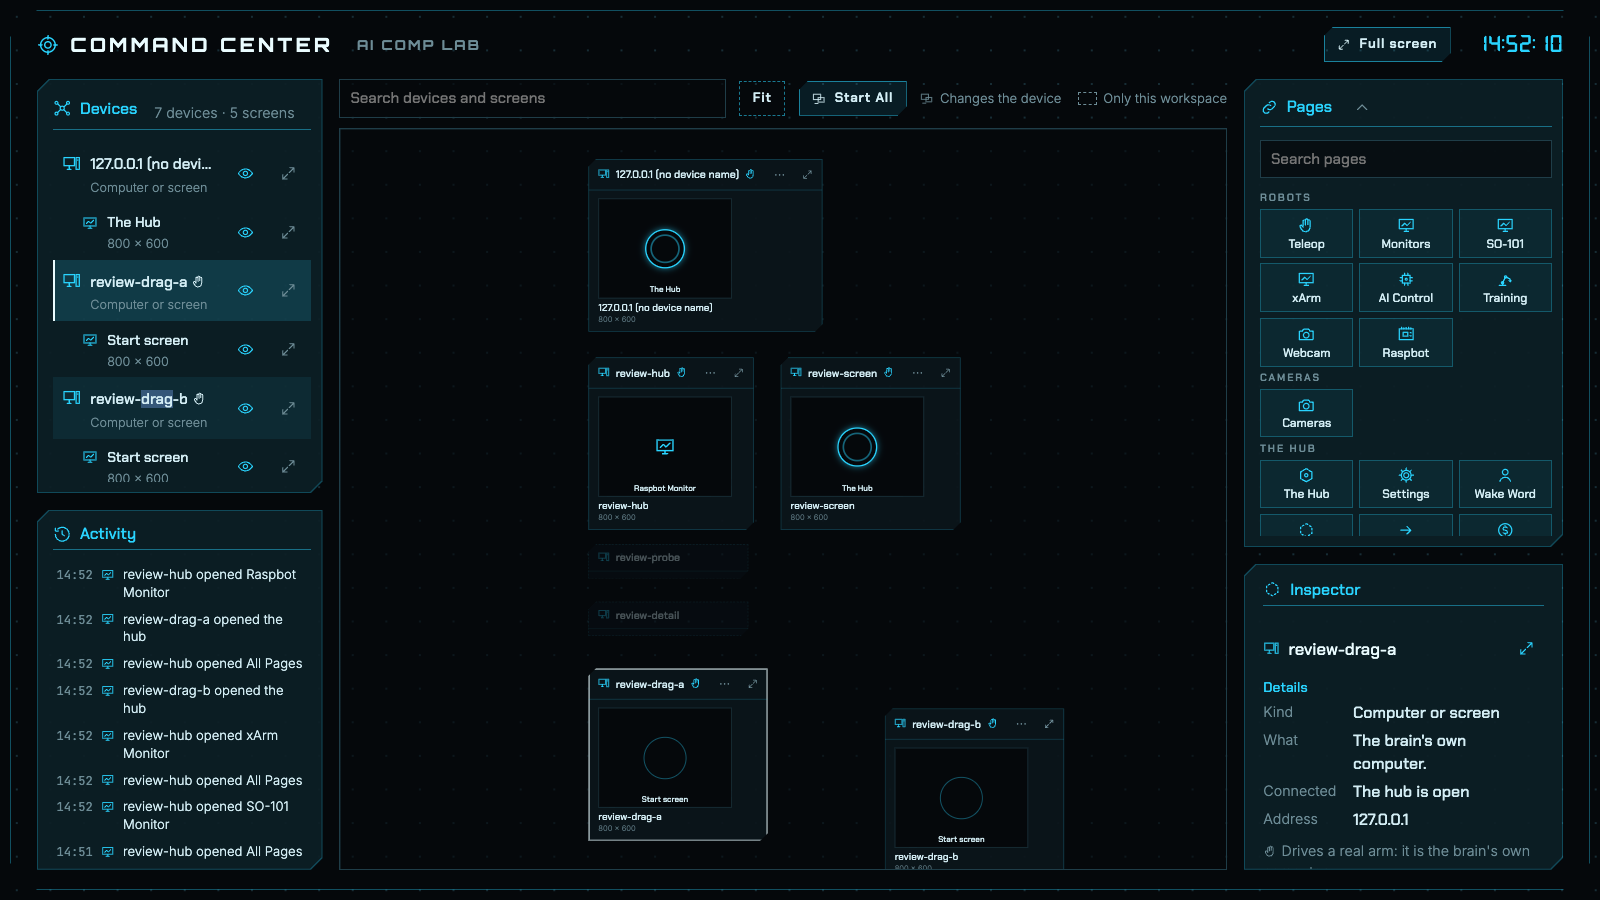 COMMAND CENTER
AI COMP LAB
Full screen
14:52:10
Devices
7 devices · 5 screens
127.0.0.1 (no devi...
Computer or screen
The Hub
800 × 600
review-drag-a
Computer or screen
Start screen
800 × 600
review-drag-b
Computer or screen
Start screen
800 × 600
Activity
14:52 review-hub opened Raspbot
Monitor
14:52 review-drag-a opened the
hub
14:52 review-hub opened All Pages
14:52 review-drag-b opened the
hub
14:52 review-hub opened xArm
Monitor
14:52 review-hub opened All Pages
14:52 review-hub opened SO-101
Monitor
14:51 review-hub opened All Pages
Search devices and screens
Fit
Start All
Changes the device
Only this workspace
127.0.0.1 (no device name)
The Hub
127.0.0.1 (no device name)
800 × 600
review-hub
Raspbot Monitor
review-hub
800 × 600
review-screen
The Hub
review-screen
800 × 600
review-probe
review-detail
review-drag-a
Start screen
review-drag-a
800 × 600
review-drag-b
Start screen
review-drag-b
800 × 600
Pages
Search pages
ROBOTS
Teleop
Monitors
SO-101
xArm
AI Control
Training
Webcam
Raspbot
CAMERAS
Cameras
THE HUB
The Hub
Settings
Wake Word
Inspector
review-drag-a
Details
Kind Computer or screen
What The brain's own
computer.
Connected The hub is open
Address 127.0.0.1
Drives a real arm: it is the brain's own